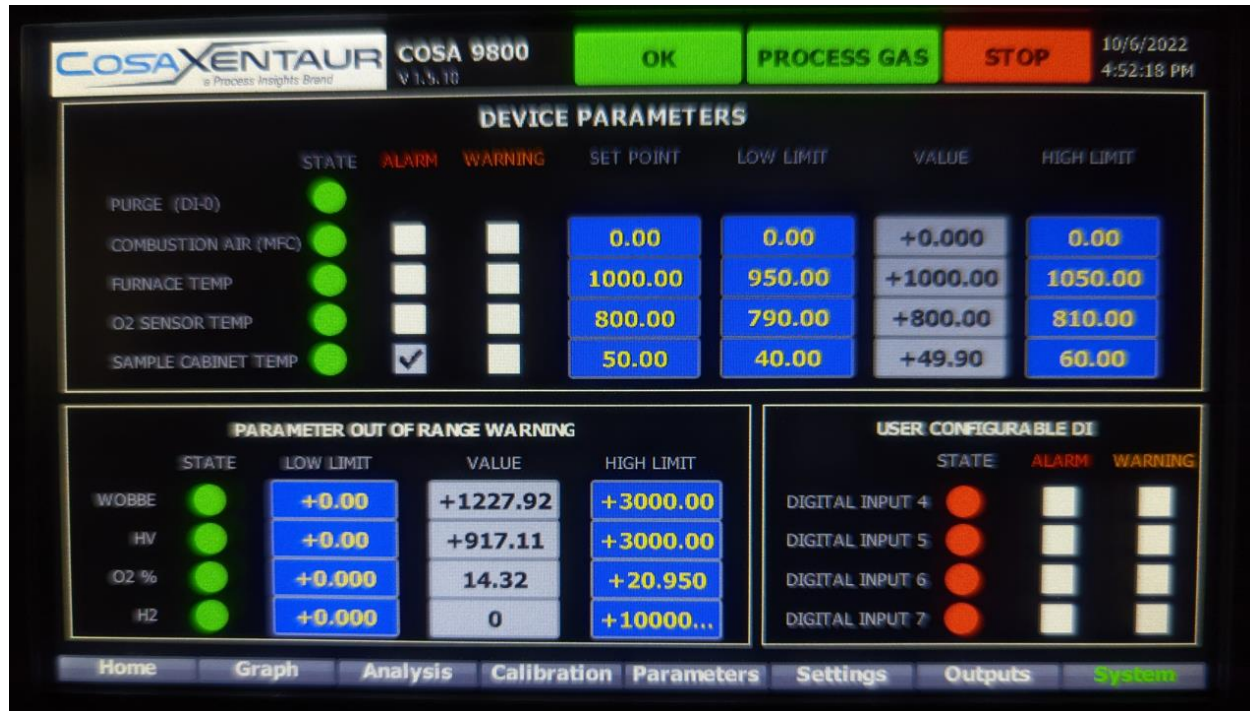 COSAXENTAUR
a Process Insights Brand
COSA 9800
V 1.5.10
OK
PROCESS GAS
STOP
10/6/2022
4:52:18 PM
DEVICE PARAMETERS
STATE ALARM WARNING SET POINT LOW LIMIT VALUE HIGH LIMIT
PURGE (DI-0)
COMBUSTION AIR (MFC) 0.00 0.00 +0.000 0.00
FURNACE TEMP 1000.00 950.00 +1000.00 1050.00
O2 SENSOR TEMP 800.00 790.00 +800.00 810.00
SAMPLE CABINET TEMP 50.00 40.00 +49.90 60.00
PARAMETER OUT OF RANGE WARNING
STATE LOW LIMIT VALUE HIGH LIMIT
WOBBE +0.00 +1227.92 +3000.00
HV +0.00 +917.11 +3000.00
O2 % +0.000 14.32 +20.950
H2 +0.000 0 +10000...
USER CONFIGURABLE DI
STATE ALARM WARNING
DIGITAL INPUT 4
DIGITAL INPUT 5
DIGITAL INPUT 6
DIGITAL INPUT 7
Home Graph Analysis Calibration Parameters Settings Outputs System